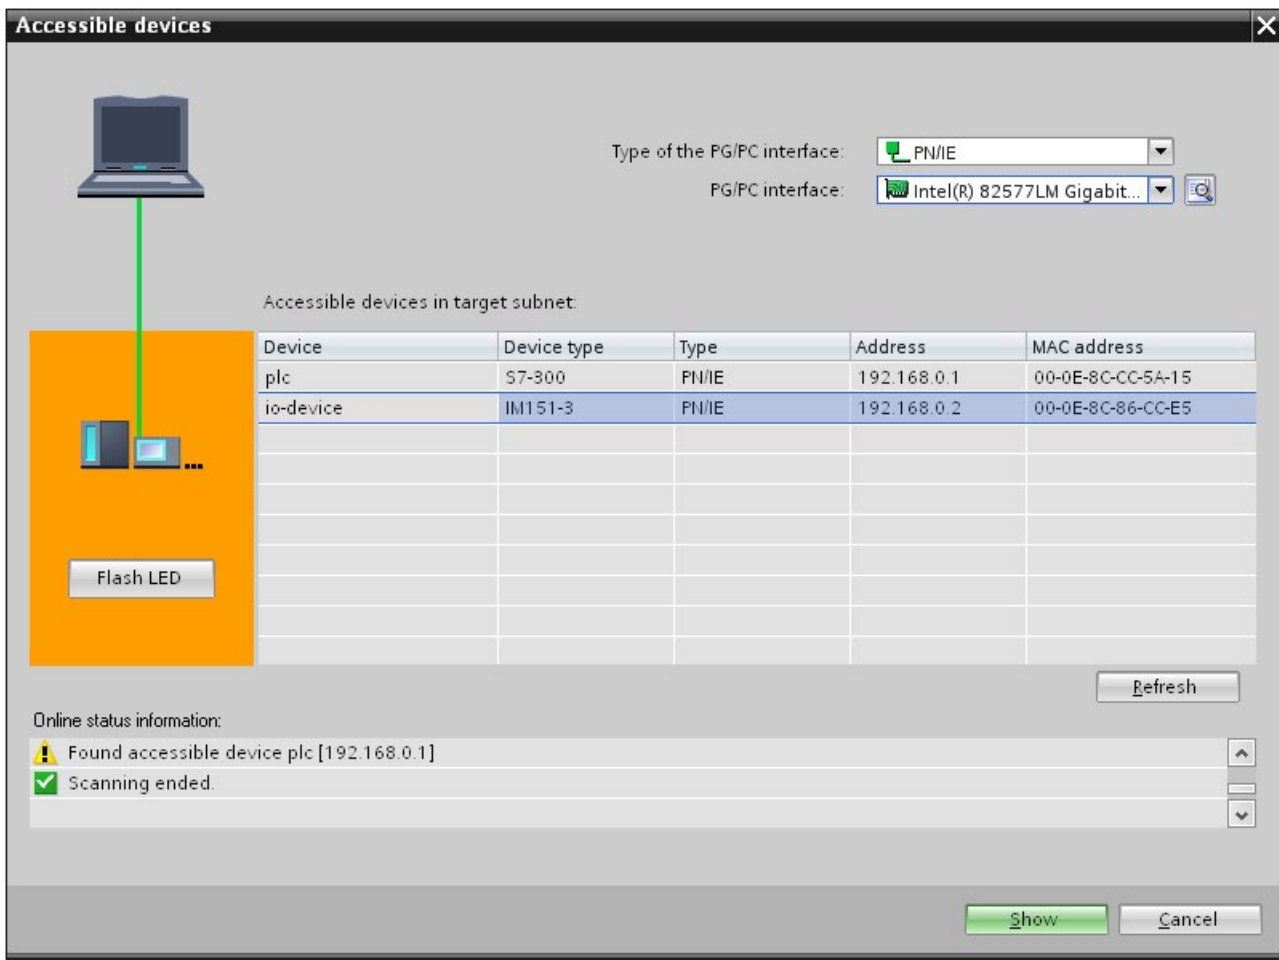 Accessible devices
Type of the PG/PC interface: PN/IE
PG/PC interface: Intel(R) 82577LM Gigabit...
Accessible devices in target subnet:
Device Device type Type Address MAC address
plc S7-300 PN/IE 192.168.0.1 00-0E-8C-CC-5A-15
io-device IM151-3 PN/IE 192.168.0.2 00-0E-8C-86-CC-E5
Flash LED
Refresh
Online status information:
Found accessible device plc [192.168.0.1]
Scanning ended.
Show Cancel